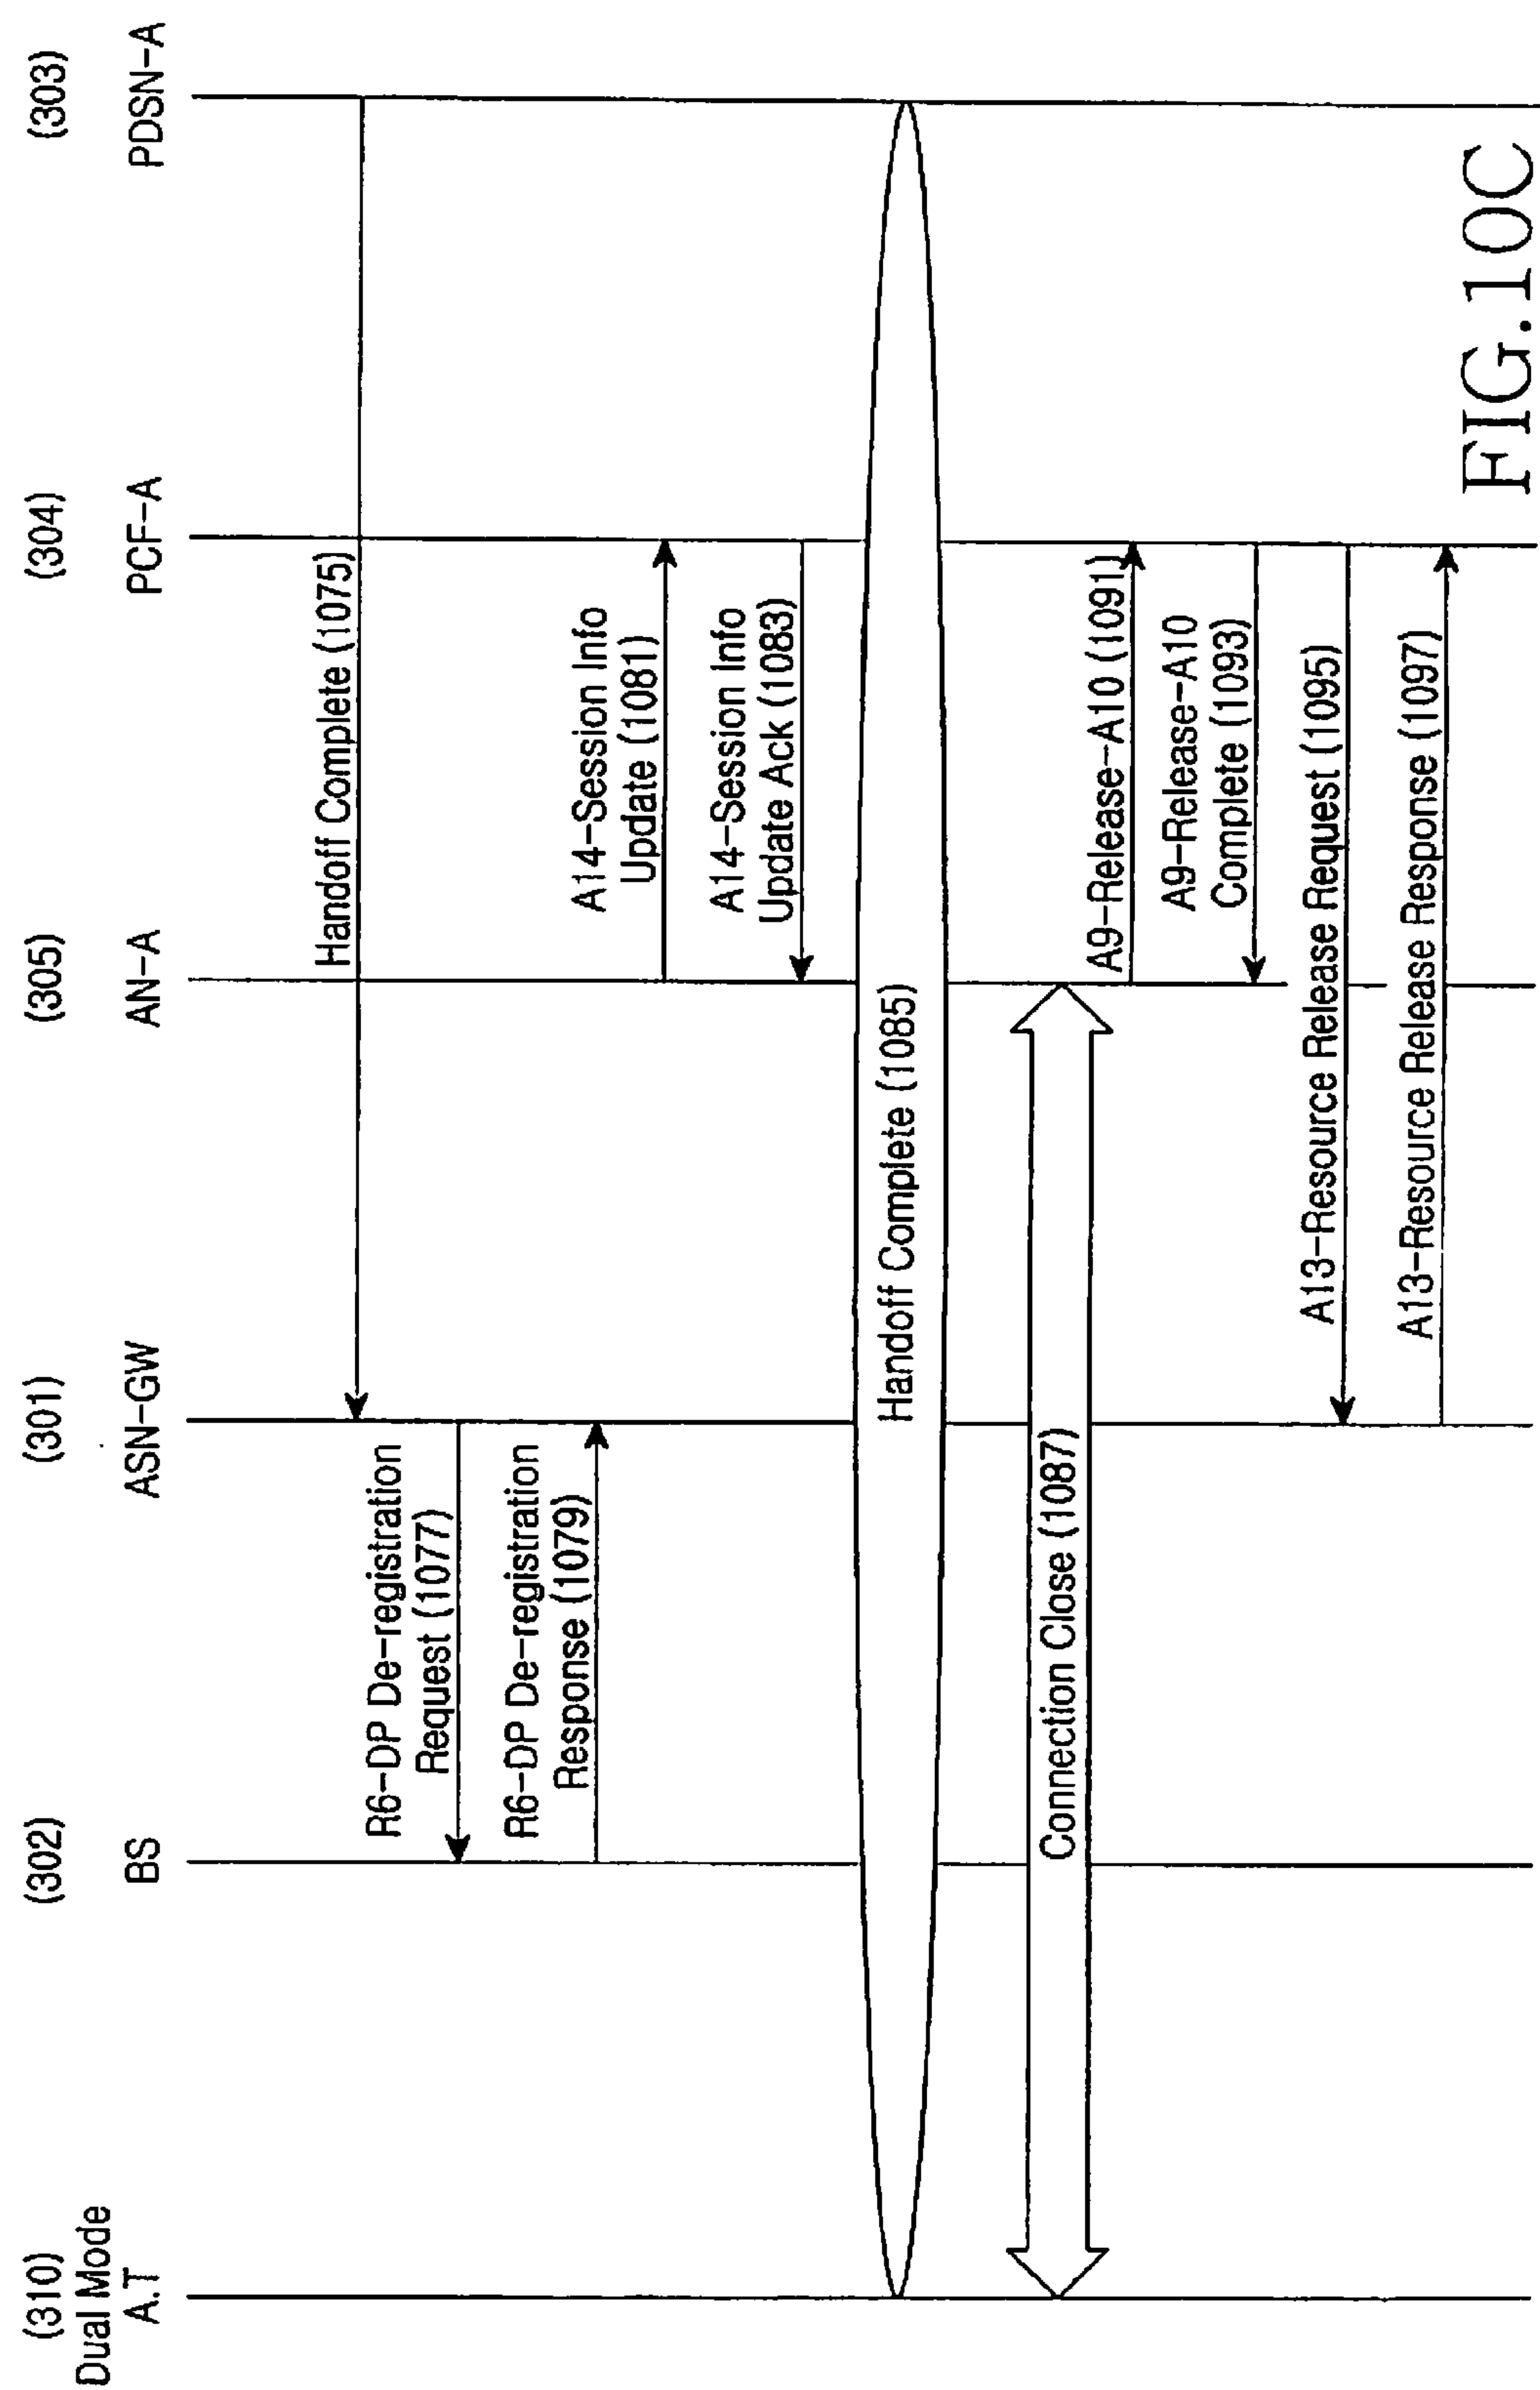 (310)
Dual Mode
A.T
(302)
BS
(301)
ASN-GW
(305)
AN-A
(304)
PCF-A
(303)
PDSN-A
Handoff Complete (1075)
R6-DP De-registration
Request (1077)
R6-DP De-registration
Response (1079)
A14-Session Info
Update (1081)
A14-Session Info
Update Ack (1083)
Handoff Complete (1085)
Connection Close (1087)
A9-Release-A10 (1091)
A9-Release-A10
Complete (1093)
A13-Resource Release Request (1095)
A13-Resource Release Response (1097)
FIG.10C